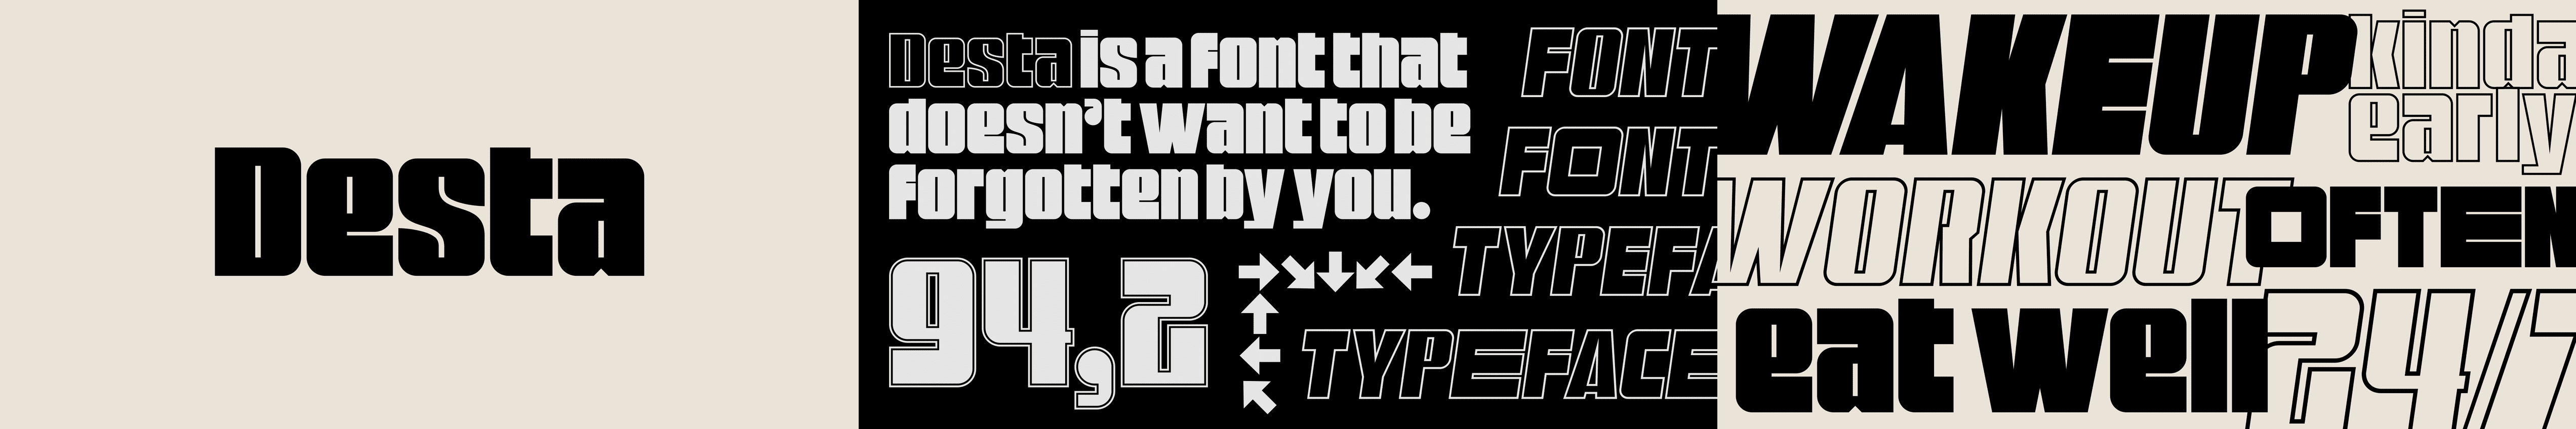 Desta
Desta is a font that
doesn't want to be
forgotten by you.
94,2
→↘↓↙←
↑
←
↖
FONT
FONT
TYPEFA
TYPEFACE
WAKEUP kinda
early
WORKOUT OFTEN
eat well 24/7